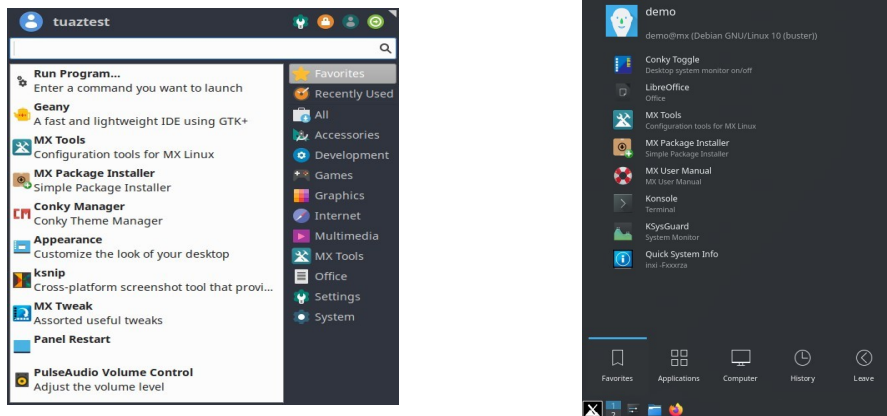 tuaztest
Run Program...
Enter a command you want to launch
Geany
A fast and lightweight IDE using GTK+
MX Tools
Configuration tools for MX Linux
MX Package Installer
Simple Package Installer
Conky Manager
Conky Theme Manager
Appearance
Customize the look of your desktop
ksnip
Cross-platform screenshot tool that provi...
MX Tweak
Assorted useful tweaks
Panel Restart
PulseAudio Volume Control
Adjust the volume level
Favorites
Recently Used
All
Accessories
Development
Games
Graphics
Internet
Multimedia
MX Tools
Office
Settings
System
demo
demo@mx (Debian GNU/Linux 10 (buster))
Conky Toggle
Desktop system monitor on/off
LibreOffice
Office
MX Tools
Configuration tools for MX Linux
MX Package Installer
Simple Package Installer
MX User Manual
MX User Manual
Konsole
Terminal
KSysGuard
System Monitor
Quick System Info
inxi -Fxxxrza
Favorites
Applications
Computer
History
Leave
1
2